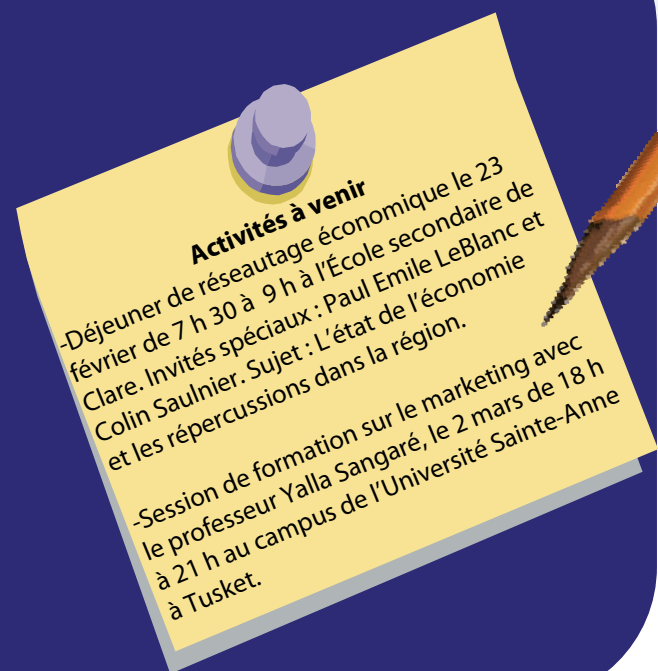 Activités à venir
-Déjeuner de réseautage économique le 23
février de 7 h 30 à 9 h à l'École secondaire de
Clare. Invités spéciaux : Paul Emile LeBlanc et
Colin Saulnier. Sujet : L'état de l'économie
et les répercussions dans la région.
-Session de formation sur le marketing avec
le professeur Yalla Sangaré, le 2 mars de 18 h
à 21 h au campus de l'Université Sainte-Anne
à Tusket.